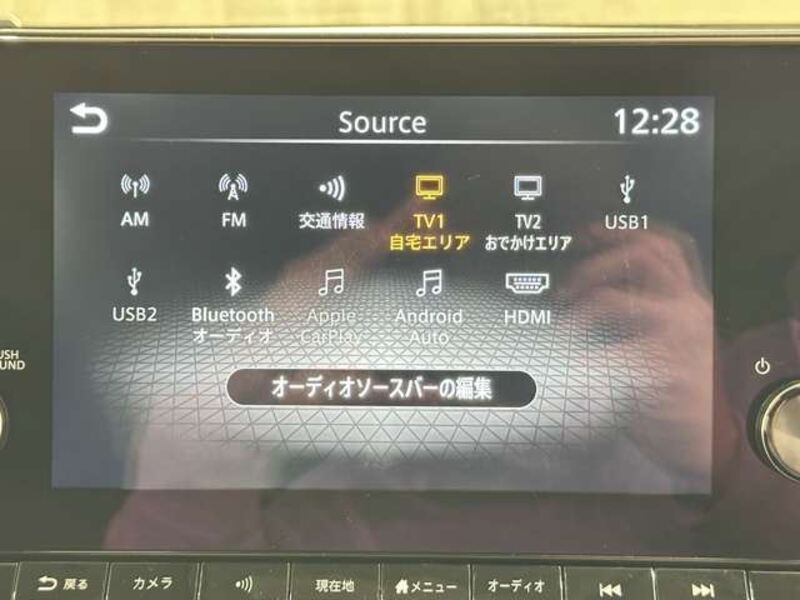 Source
12:28
AM
FM
交通情報
TV1
自宅エリア
TV2
おでかけエリア
USB1
USB2
Bluetooth
オーディオ
Apple
CarPlay
Android
Auto
HDMI
オーディオソースバーの編集
戻る
カメラ
現在地
メニュー
オーディオ